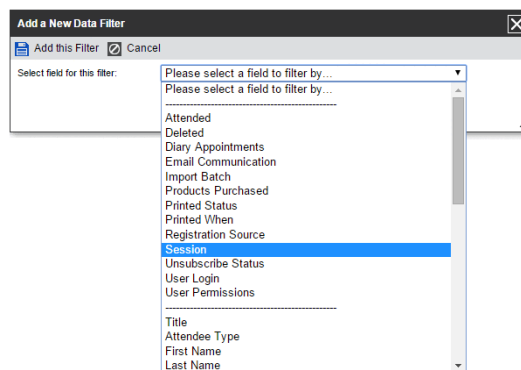 Add a New Data Filter
Add this Filter Cancel
Select field for this filter: Please select a field to filter by...
Please select a field to filter by...
------------------------------------------------
Attended
Deleted
Diary Appointments
Email Communication
Import Batch
Products Purchased
Printed Status
Printed When
Registration Source
Session
Unsubscribe Status
User Login
User Permissions
------------------------------------------------
Title
Attendee Type
First Name
Last Name